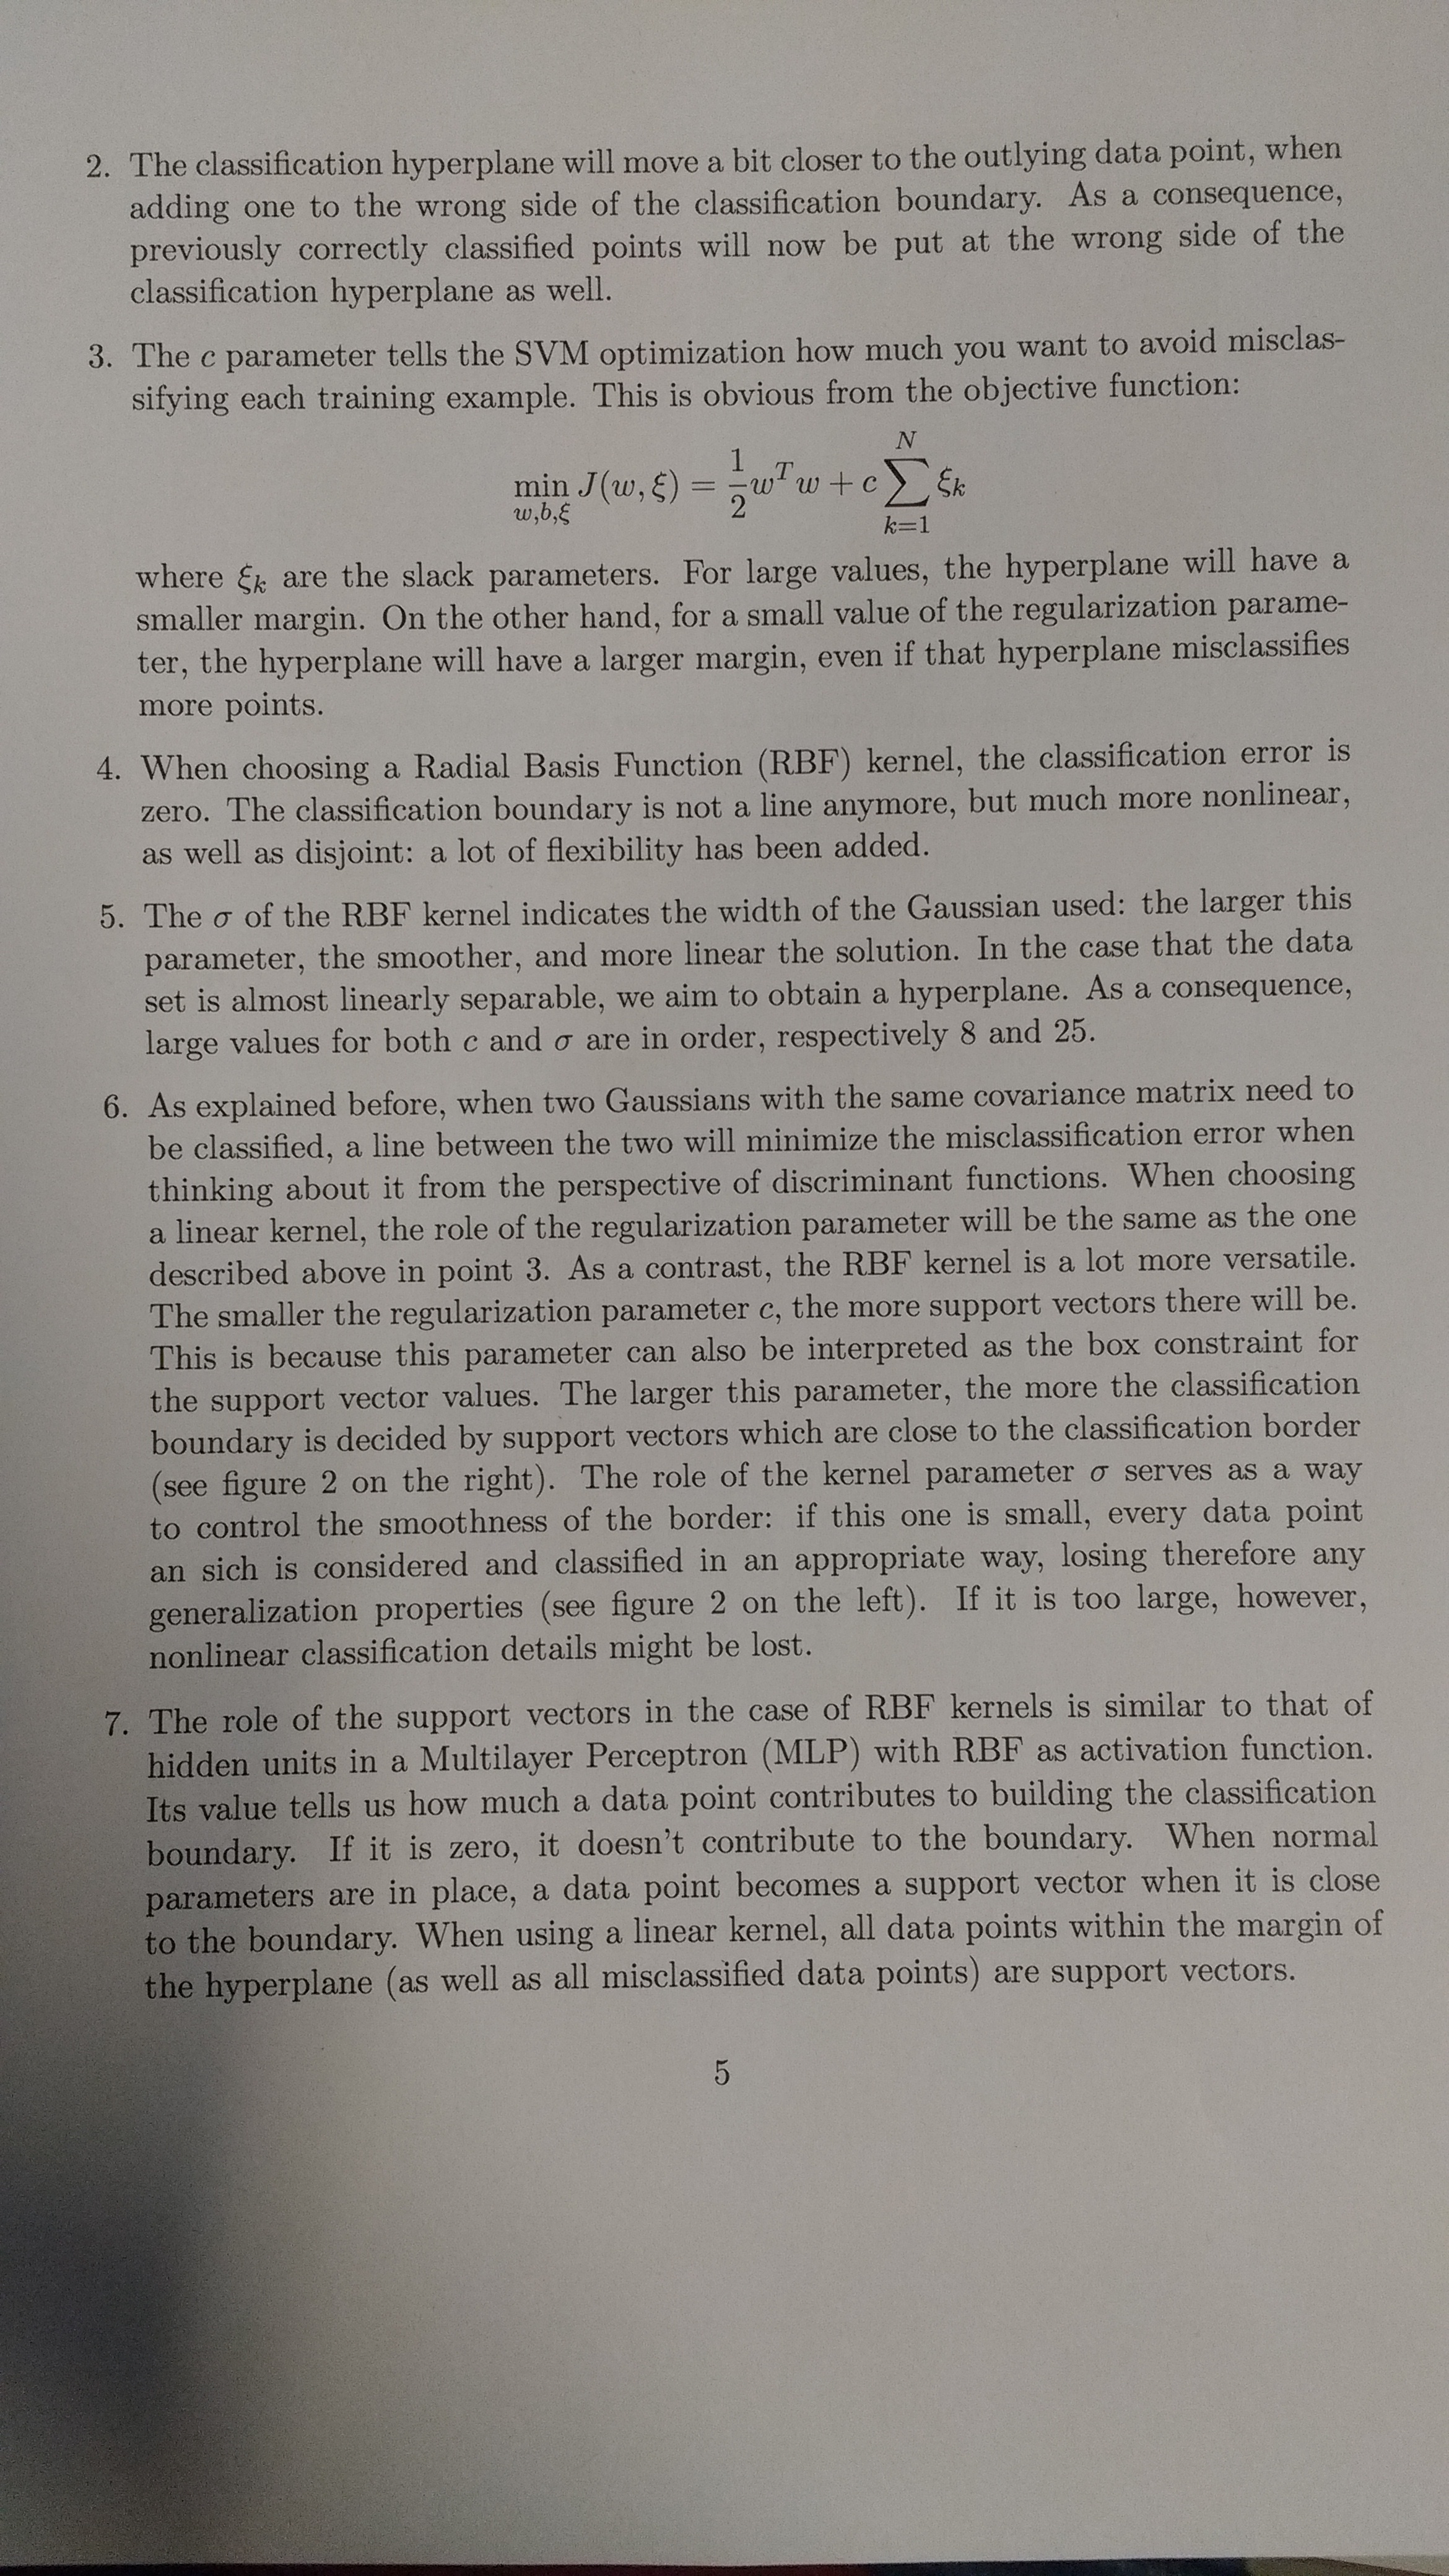 2. The classification hyperplane will move a bit closer to the outlying data point, when
adding one to the wrong side of the classification boundary. As a consequence,
previously correctly classified points will now be put at the wrong side of the
classification hyperplane as well.
3. The c parameter tells the SVM optimization how much you want to avoid misclas-
sifying each training example. This is obvious from the objective function:
min_{w,b,ξ} J(w, ξ) = 1/2 w^T w + c ∑_{k=1}^{N} ξ_k
where ξ_k are the slack parameters. For large values, the hyperplane will have a
smaller margin. On the other hand, for a small value of the regularization parame-
ter, the hyperplane will have a larger margin, even if that hyperplane misclassifies
more points.
4. When choosing a Radial Basis Function (RBF) kernel, the classification error is
zero. The classification boundary is not a line anymore, but much more nonlinear,
as well as disjoint: a lot of flexibility has been added.
5. The σ of the RBF kernel indicates the width of the Gaussian used: the larger this
parameter, the smoother, and more linear the solution. In the case that the data
set is almost linearly separable, we aim to obtain a hyperplane. As a consequence,
large values for both c and σ are in order, respectively 8 and 25.
6. As explained before, when two Gaussians with the same covariance matrix need to
be classified, a line between the two will minimize the misclassification error when
thinking about it from the perspective of discriminant functions. When choosing
a linear kernel, the role of the regularization parameter will be the same as the one
described above in point 3. As a contrast, the RBF kernel is a lot more versatile.
The smaller the regularization parameter c, the more support vectors there will be.
This is because this parameter can also be interpreted as the box constraint for
the support vector values. The larger this parameter, the more the classification
boundary is decided by support vectors which are close to the classification border
(see figure 2 on the right). The role of the kernel parameter σ serves as a way
to control the smoothness of the border: if this one is small, every data point
an sich is considered and classified in an appropriate way, losing therefore any
generalization properties (see figure 2 on the left). If it is too large, however,
nonlinear classification details might be lost.
7. The role of the support vectors in the case of RBF kernels is similar to that of
hidden units in a Multilayer Perceptron (MLP) with RBF as activation function.
Its value tells us how much a data point contributes to building the classification
boundary. If it is zero, it doesn't contribute to the boundary. When normal
parameters are in place, a data point becomes a support vector when it is close
to the boundary. When using a linear kernel, all data points within the margin of
the hyperplane (as well as all misclassified data points) are support vectors.
5